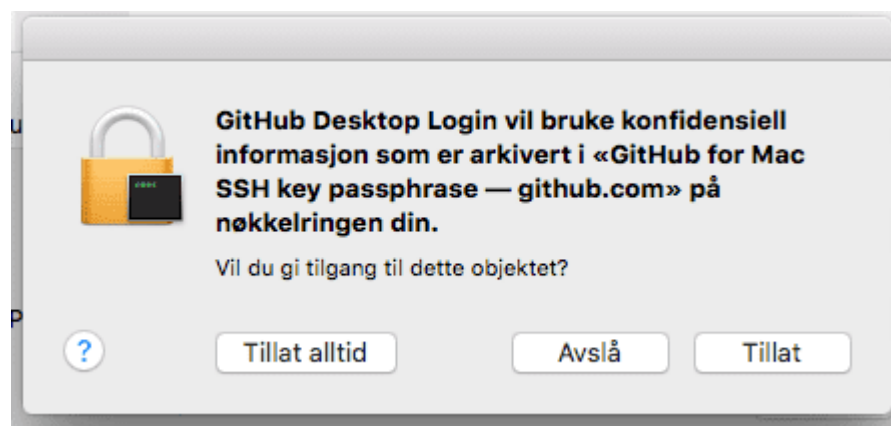 GitHub Desktop Login vil bruke konfidensiell
informasjon som er arkivert i «GitHub for Mac
SSH key passphrase — github.com» på
nøkkelringen din.
Vil du gi tilgang til dette objektet?
?
Tillat alltid
Avslå
Tillat